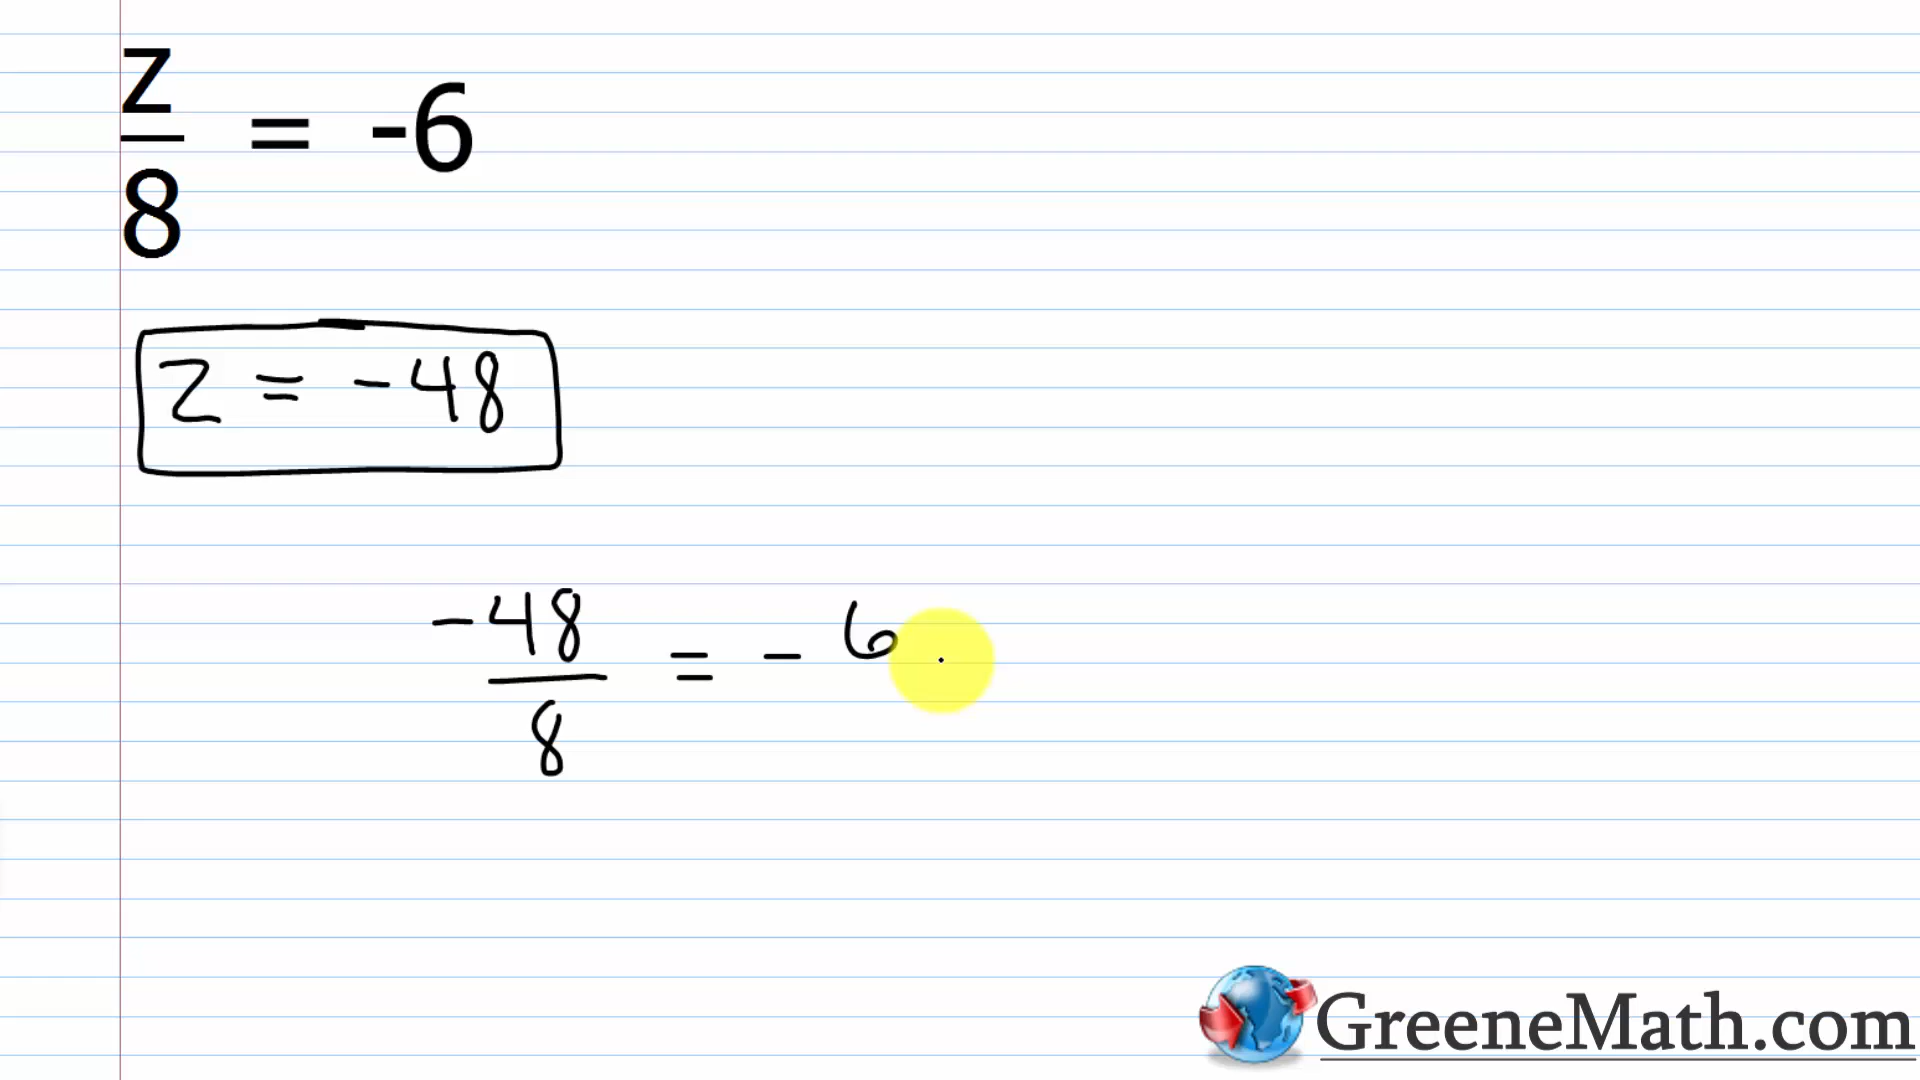 z/8 = -6
z = -48
-48/8 = -6
GreeneMath.com